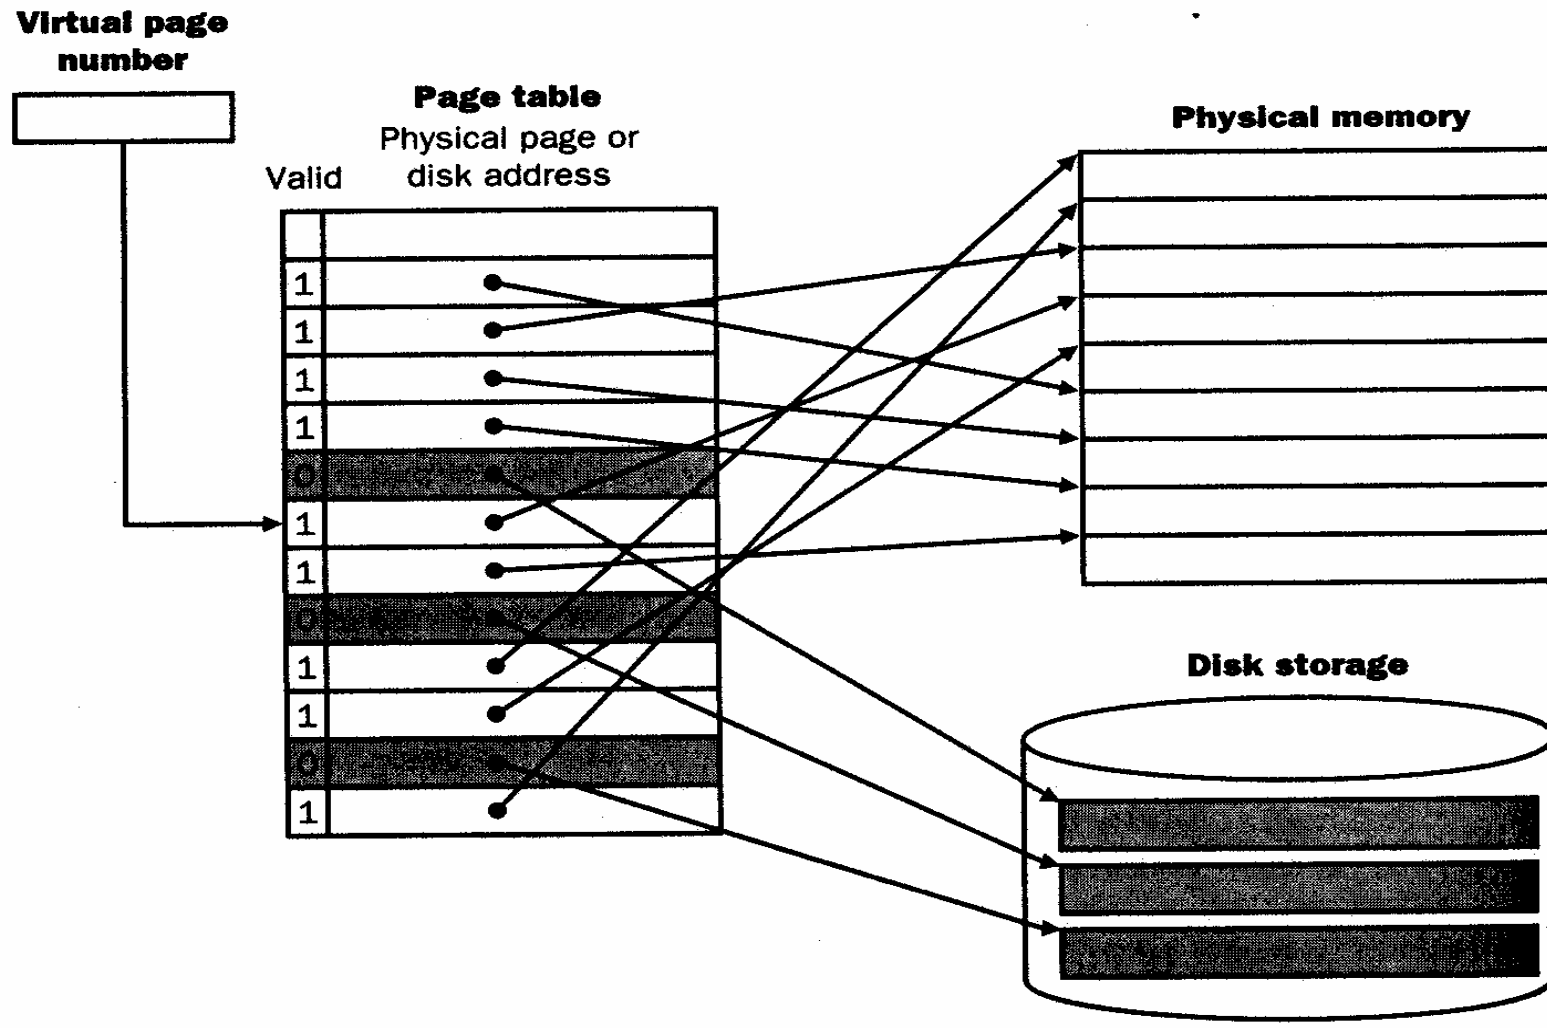 Virtual page
number
Page table
Physical page or
disk address
Valid
1
1
1
1
0
1
1
0
1
1
0
1
Physical memory
Disk storage